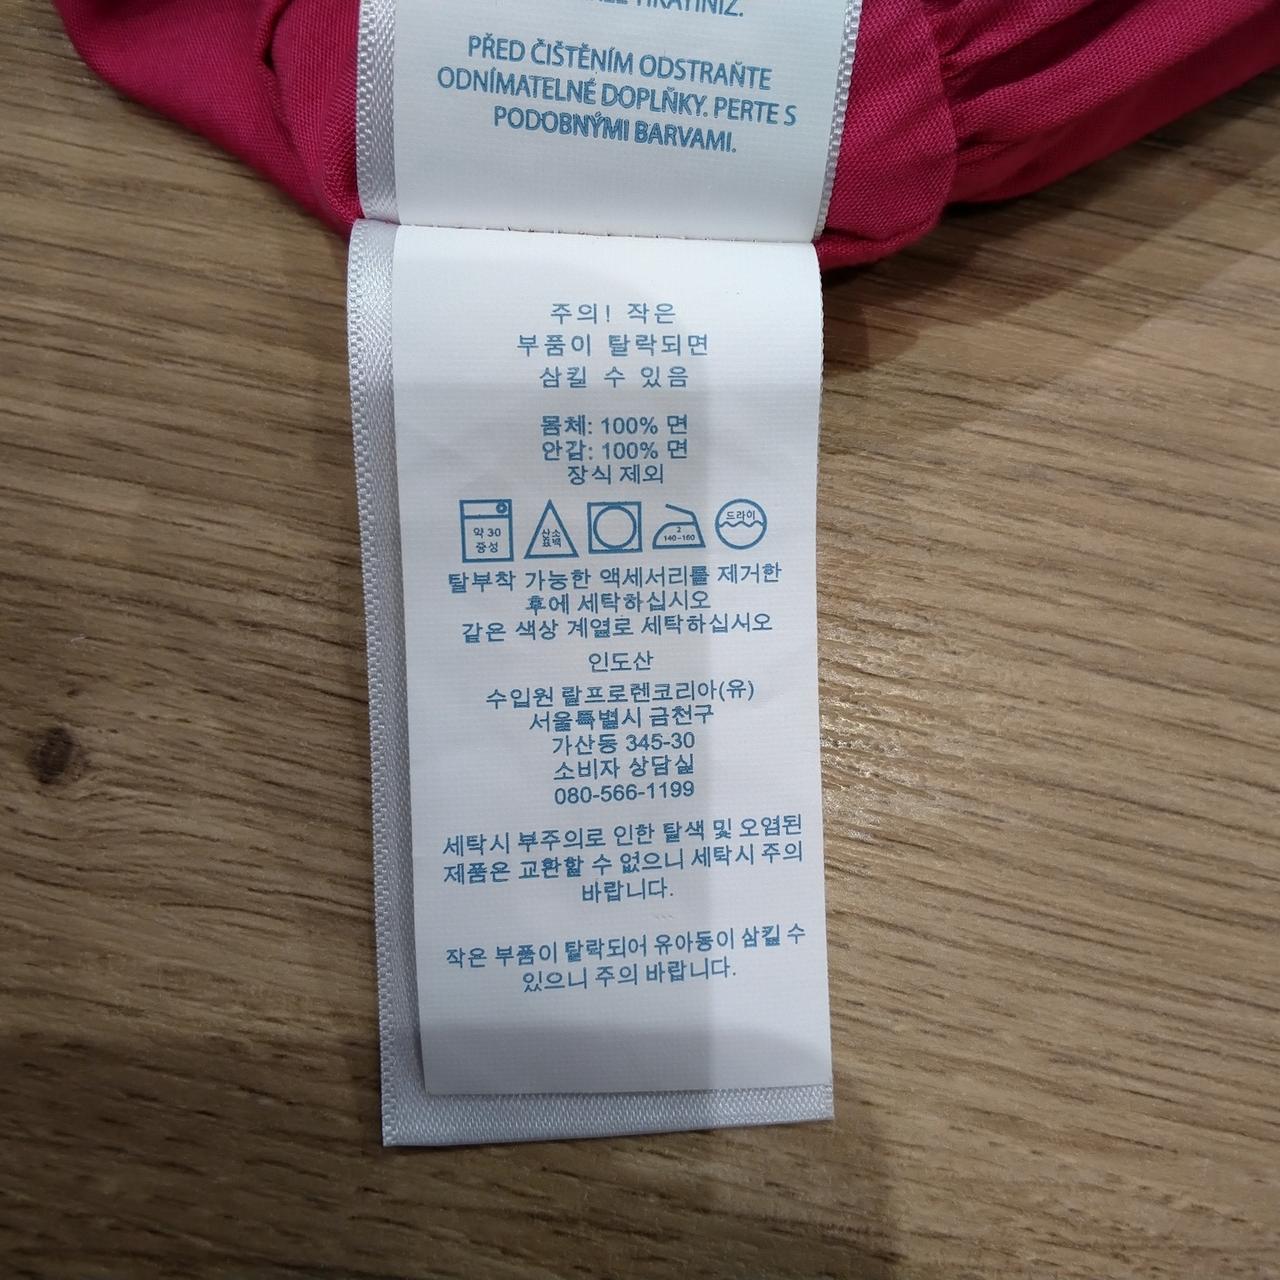 TIKAYINIZ.
PŘED ČIŠTĚNÍM ODSTRAŇTE
ODNÍMATELNÉ DOPLŇKY. PERTE S
PODOBNÝMI BARVAMI.
주의! 작은
부품이 탈락되면
삼킬 수 있음
몸체: 100% 면
안감: 100% 면
장식 제외
약 30
중성
산소
표백
2
140-160
드라이
탈부착 가능한 액세서리를 제거한
후에 세탁하십시오
같은 색상 계열로 세탁하십시오
인도산
수입원 랄프로렌코리아(유)
서울특별시 금천구
가산동 345-30
소비자 상담실
080-566-1199
세탁시 부주의로 인한 탈색 및 오염된
제품은 교환할 수 없으니 세탁시 주의
바랍니다.
작은 부품이 탈락되어 유아동이 삼킬 수
있으니 주의 바랍니다.